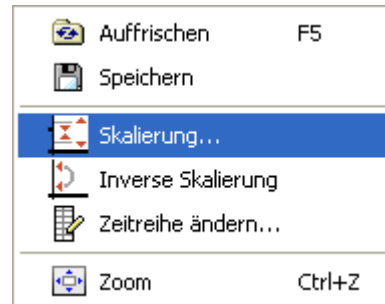 Auffrischen F5
Speichern
Skalierung...
Inverse Skalierung
Zeitreihe ändern...
Zoom Ctrl+Z